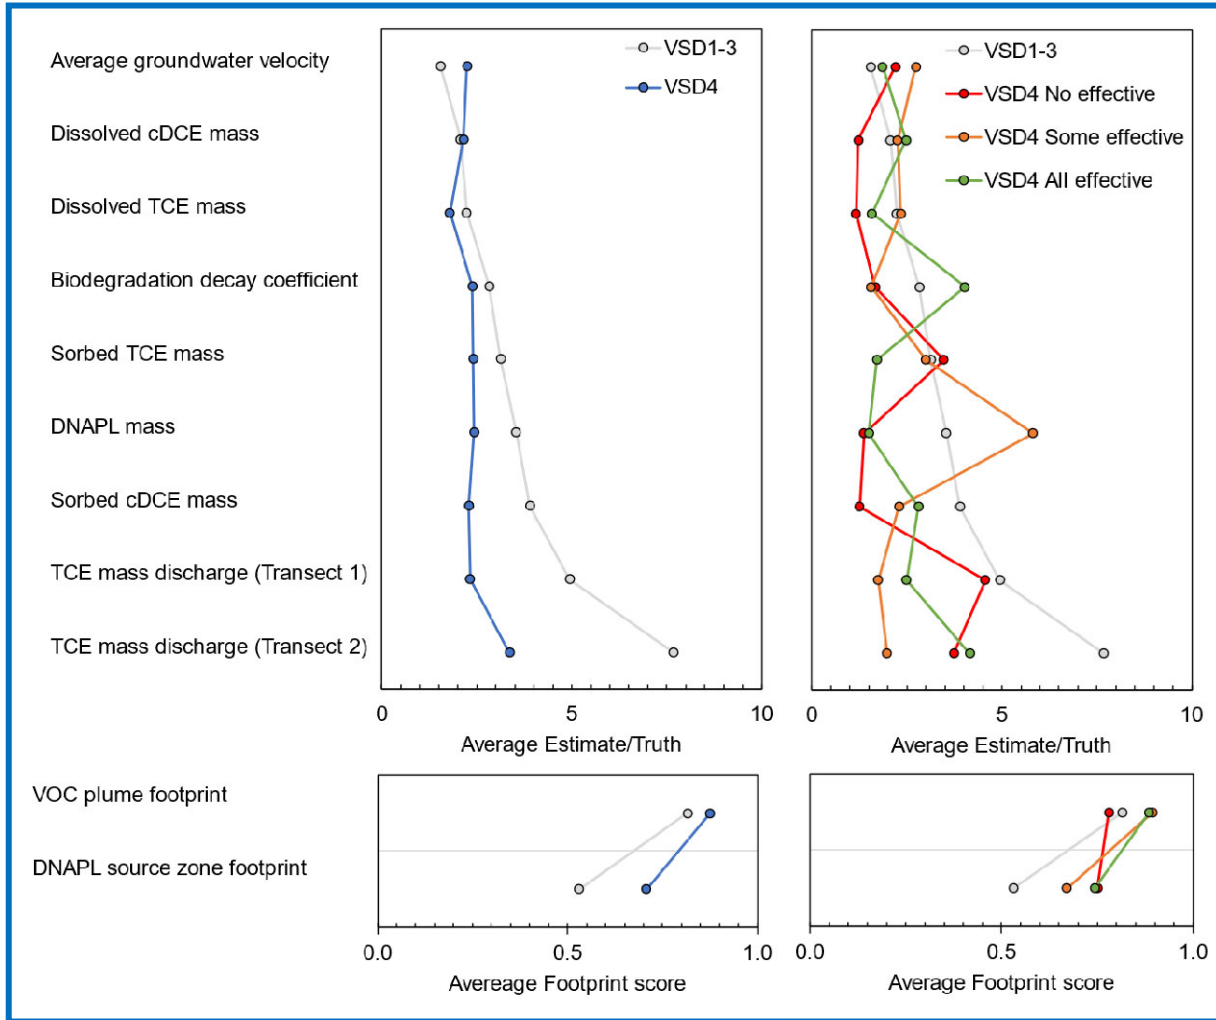 Average groundwater velocity
Dissolved cDCE mass
Dissolved TCE mass
Biodegradation decay coefficient
Sorbed TCE mass
DNAPL mass
Sorbed cDCE mass
TCE mass discharge (Transect 1)
TCE mass discharge (Transect 2)
VSD1-3
VSD4
0 5 10
Average Estimate/Truth
VSD1-3
VSD4 No effective
VSD4 Some effective
VSD4 All effective
0 5 10
Average Estimate/Truth
VOC plume footprint
DNAPL source zone footprint
0.0 0.5 1.0
Avereage Footprint score
0.0 0.5 1.0
Average Footprint score